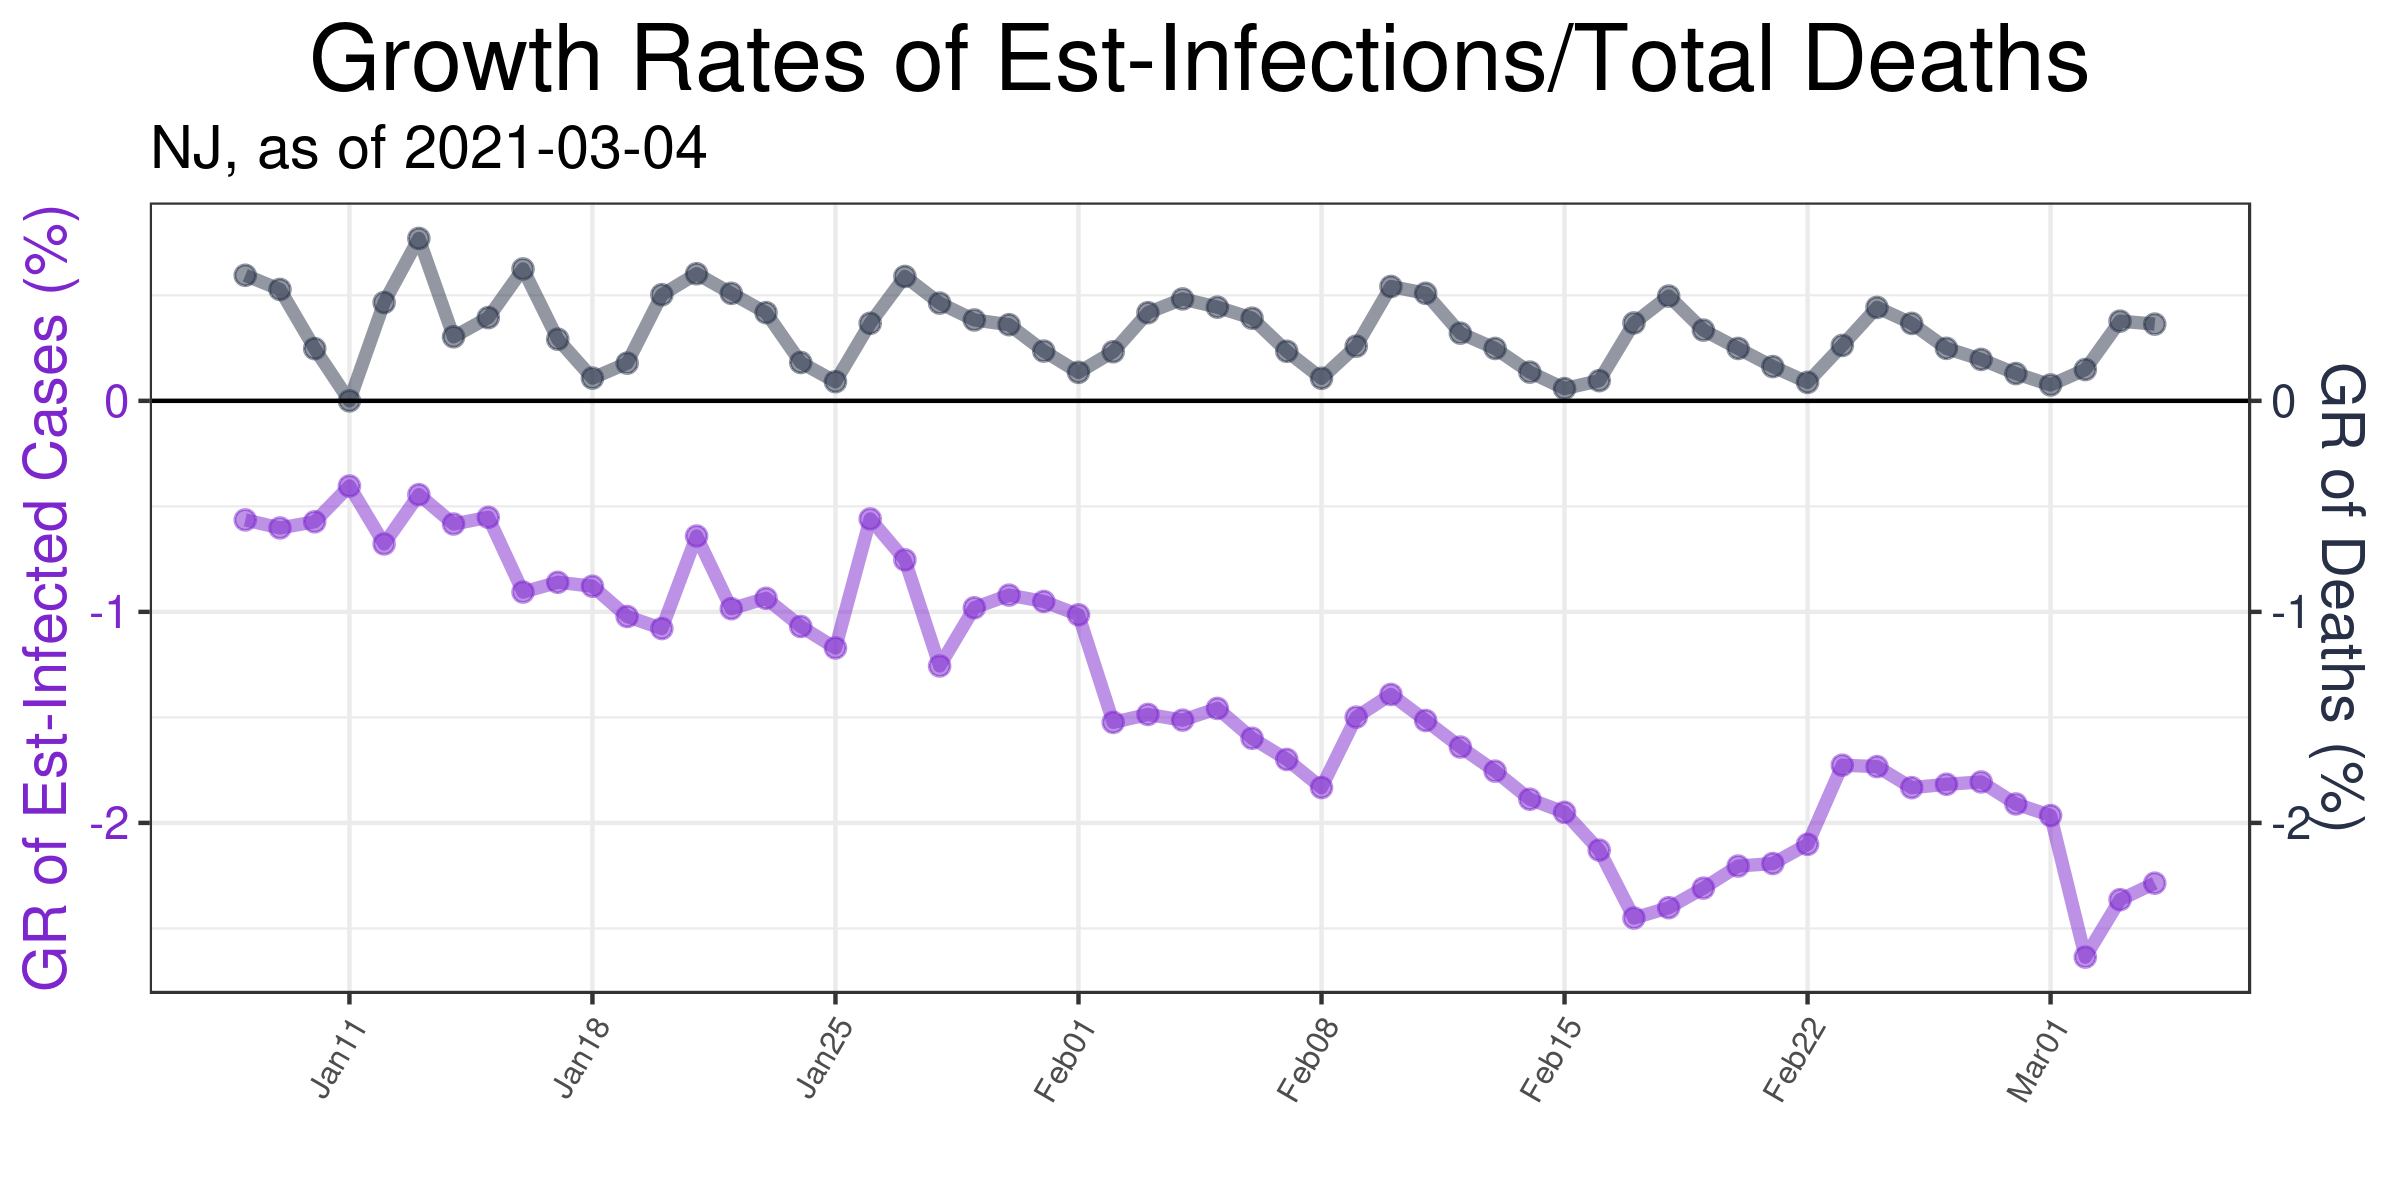 Growth Rates of Est-Infections/Total Deaths
NJ, as of 2021-03-04
GR of Est-Infected Cases (%)
0
-1
-2
0
-1
-2
GR of Deaths (%)
Jan11
Jan18
Jan25
Feb01
Feb08
Feb15
Feb22
Mar01